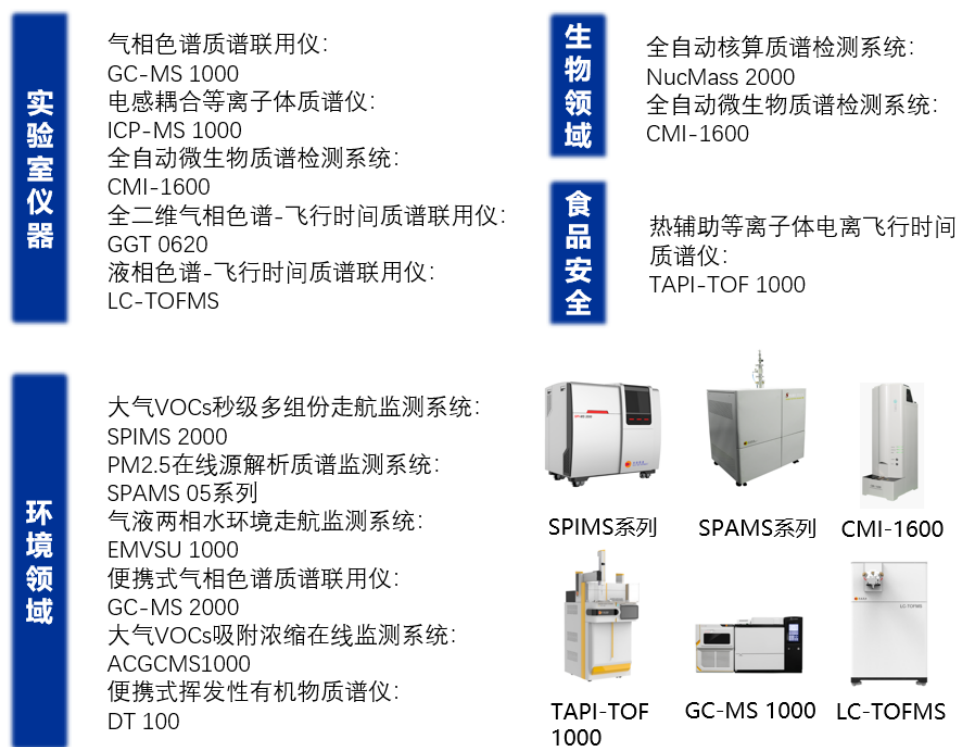 实验室仪器
气相色谱质谱联用仪：
GC-MS 1000
电感耦合等离子体质谱仪：
ICP-MS 1000
全自动微生物质谱检测系统：
CMI-1600
全二维气相色谱-飞行时间质谱联用仪：
GGT 0620
液相色谱-飞行时间质谱联用仪：
LC-TOFMS
生物领域
全自动核算质谱检测系统：
NucMass 2000
全自动微生物质谱检测系统：
CMI-1600
食品安全
热辅助等离子体电离飞行时间
质谱仪：
TAPI-TOF 1000
环境领域
大气VOCs秒级多组份走航监测系统：
SPIMS 2000
PM2.5在线源解析质谱监测系统：
SPAMS 05系列
气液两相水环境走航监测系统：
EMVSU 1000
便携式气相色谱质谱联用仪：
GC-MS 2000
大气VOCs吸附浓缩在线监测系统：
ACGCMS1000
便携式挥发性有机物质谱仪：
DT 100
SPIMS系列
SPAMS系列
CMI-1600
LC TOFMS
TAPI-TOF
1000
GC-MS 1000
LC-TOFMS